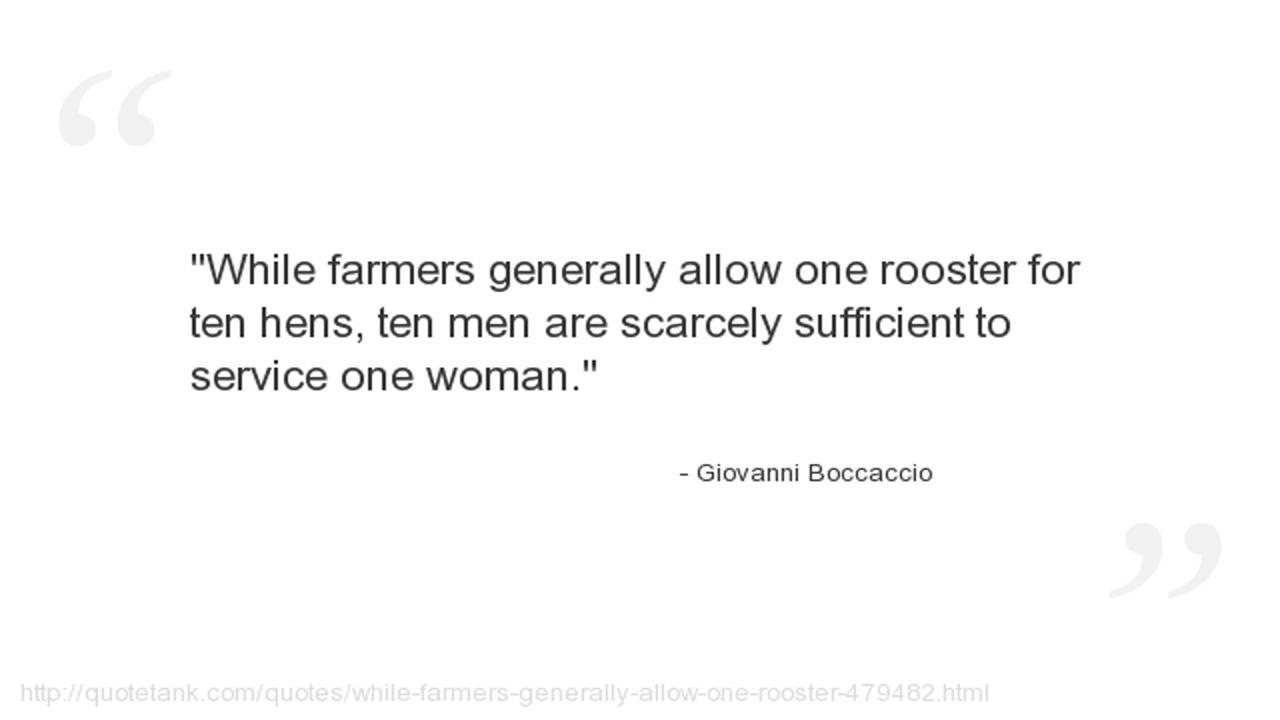 "While farmers generally allow one rooster for
ten hens, ten men are scarcely sufficient to
service one woman."
- Giovanni Boccaccio
http://quotetank.com/quotes/while-farmers-generally-allow-one-rooster-479482.html